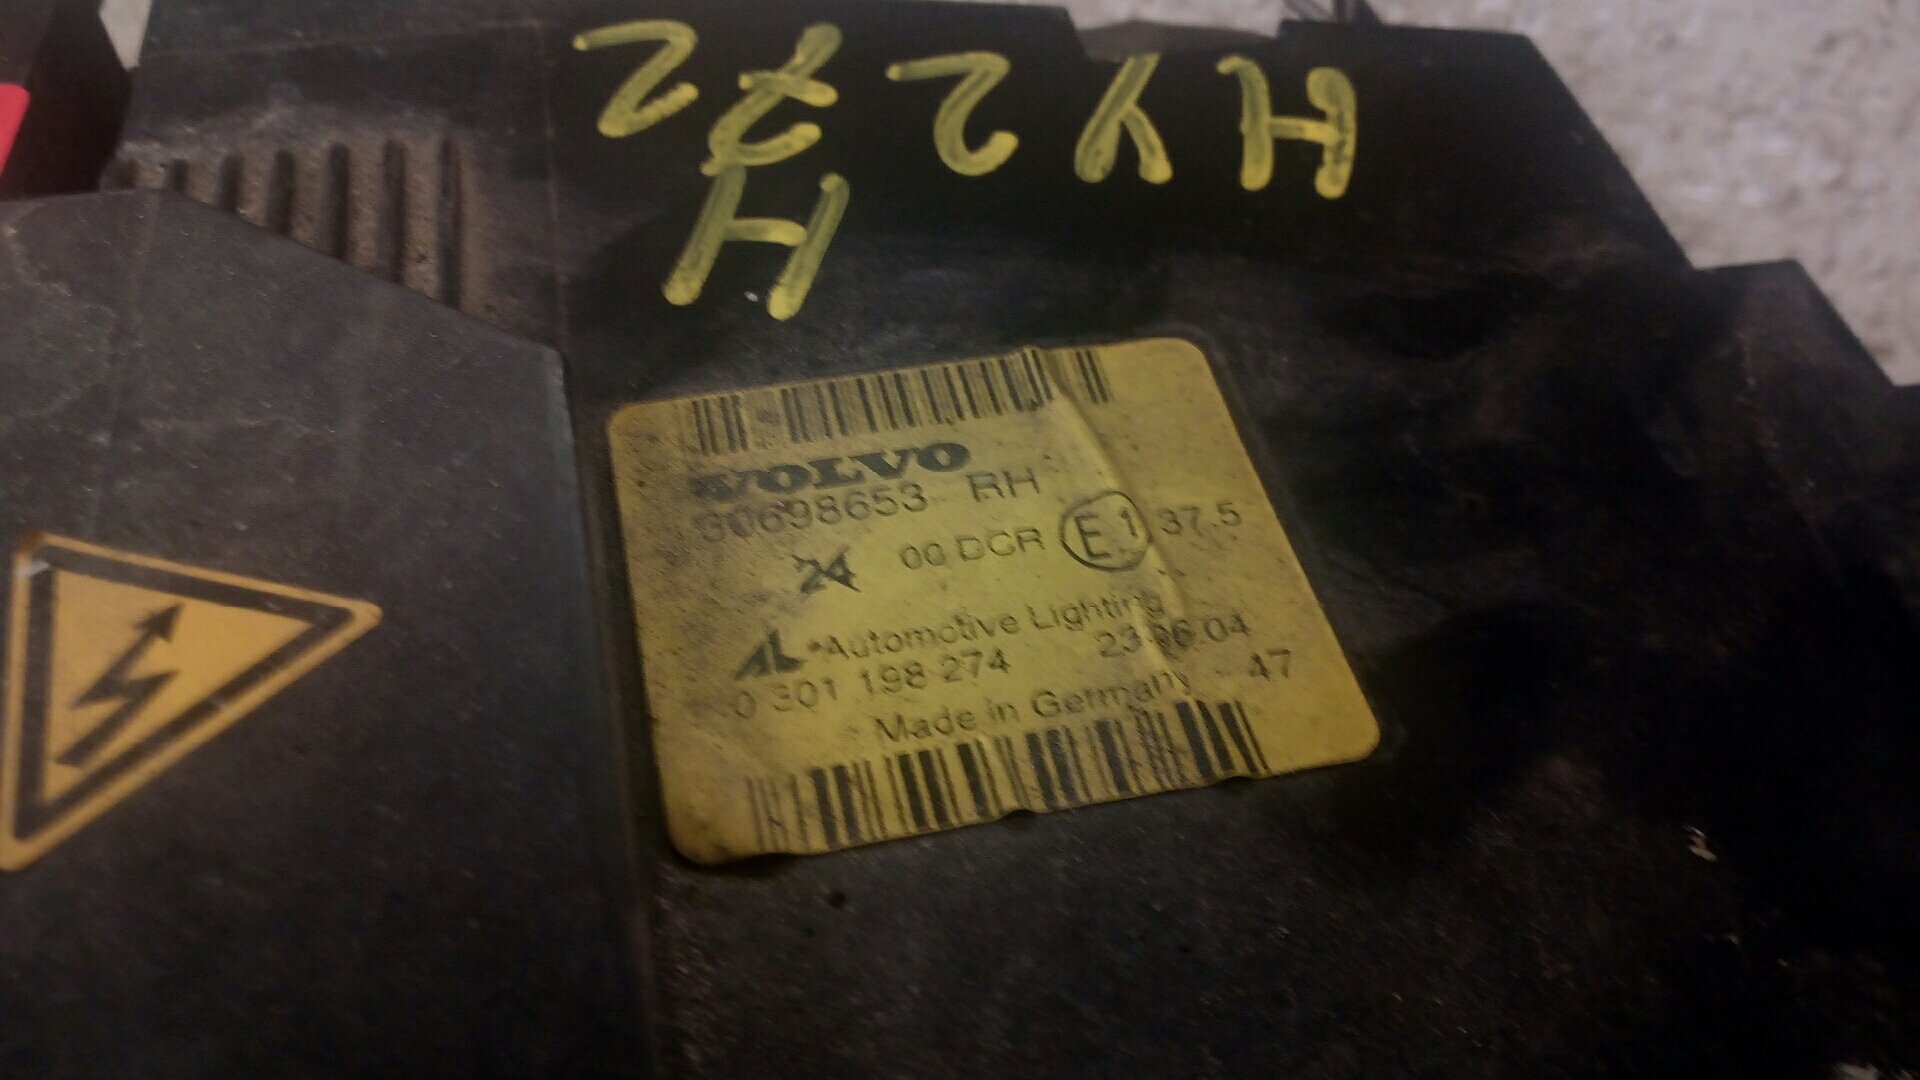 VOLVO
30698653 RH
24 00 DCR E1 37.5
AL Automotive Lighting
0 301 198 274 23.06.04
Made in Germany - 47